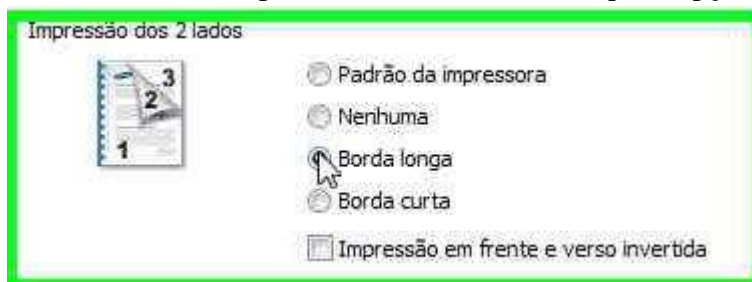 Impressão dos 2 lados
3
2
1
Padrão da impressora
Nenhuma
Borda longa
Borda curta
Impressão em frente e verso invertida